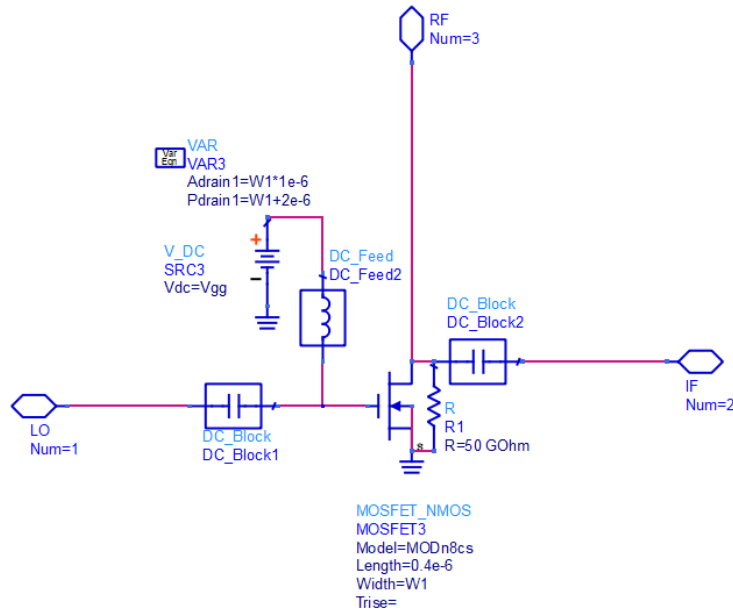 RF
Num=3
Var
Eqn
VAR
VAR3
Adrain1=W1*1e-6
Pdrain1=W1+2e-6
+
V_DC
SRC3
Vdc=Vgg
DC_Feed
DC_Feed2
DC_Block
DC_Block2
LO
Num=1
DC_Block
DC_Block1
R
R1
R=50 GOhm
s
IF
Num=2
MOSFET_NMOS
MOSFET3
Model=MODn8cs
Length=0.4e-6
Width=W1
Trise=